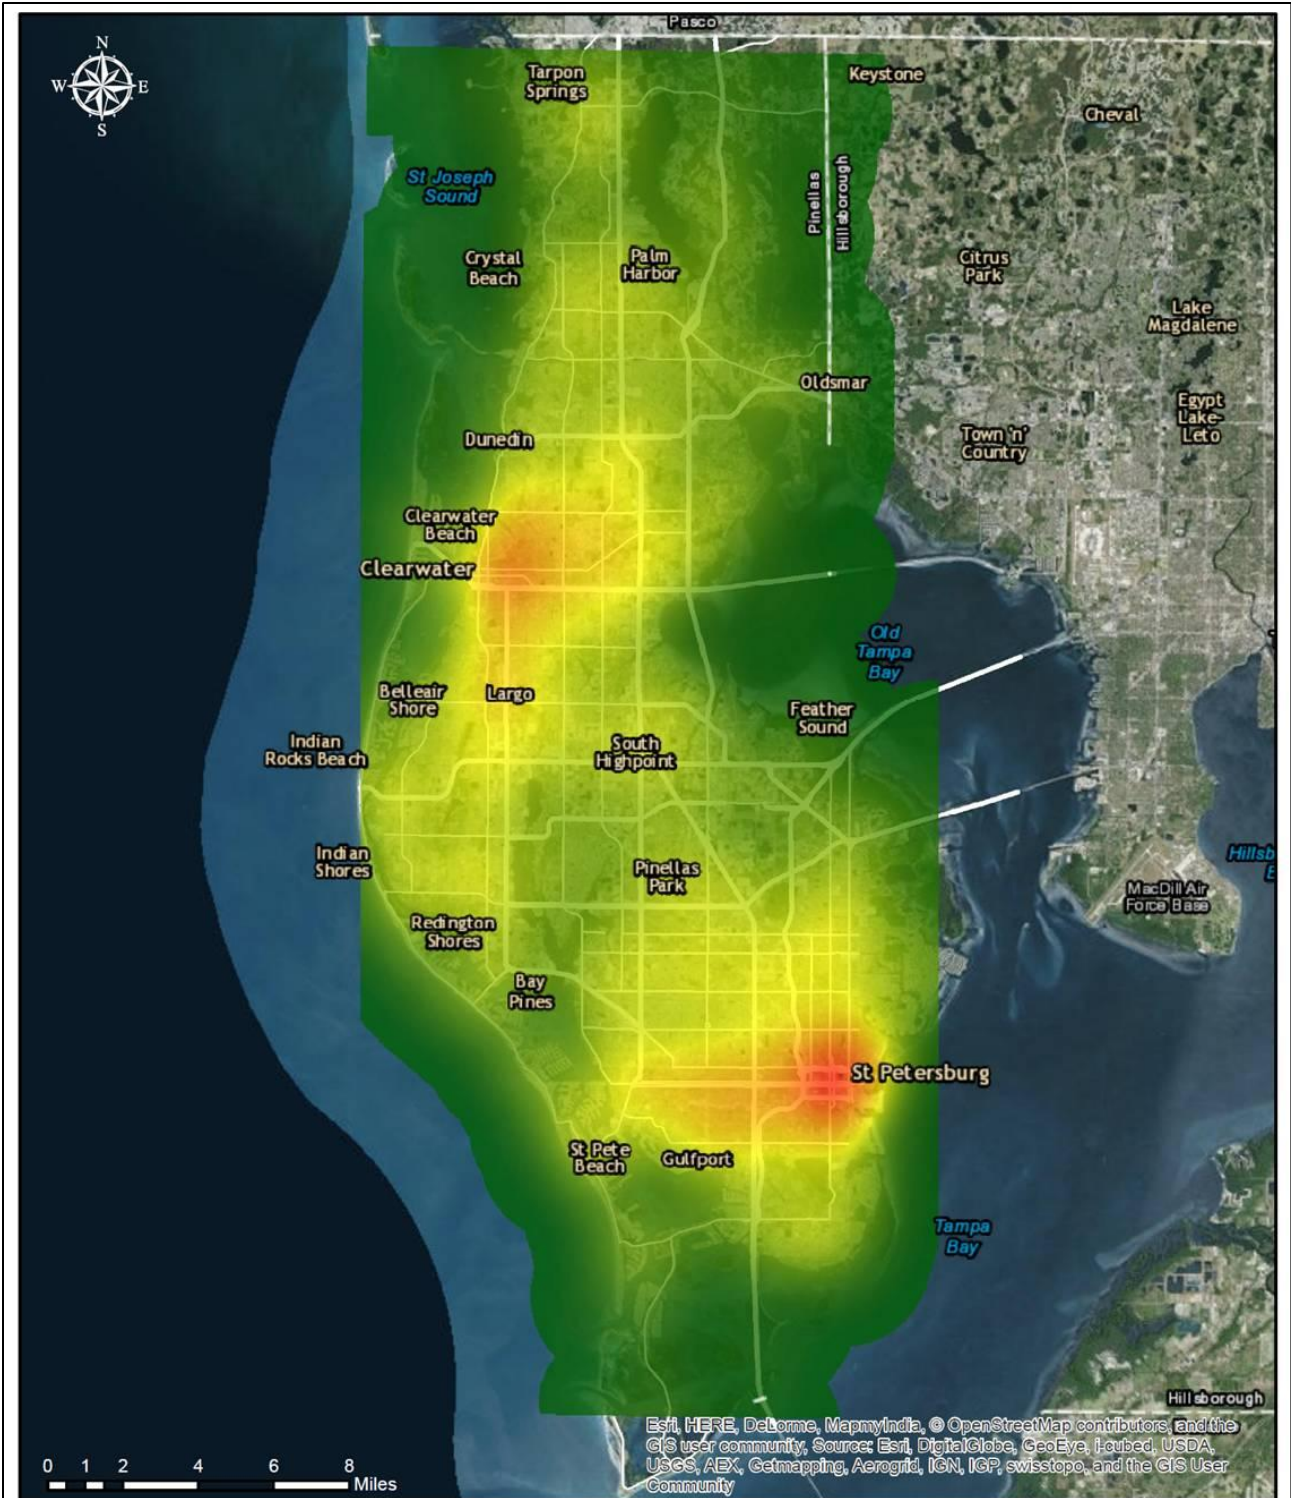 Pasco
N
W E
S
Tarpon
Springs
Keystone
Cheval
St Joseph
Sound
Pinellas
Hillsborough
Crystal
Beach
Palm
Harbor
Citrus
Park
Lake
Magdalene
Oldsmar
Egypt
Lake-
Leto
Dunedin
Town 'n'
Country
Clearwater
Beach
Clearwater
Old
Tampa
Bay
Belleair
Shore
Largo
Feather
Sound
Indian
Rocks Beach
South
Highpoint
Indian
Shores
Pinellas
Park
Hillsb
MacDill Air
Force Base
Redington
Shores
Bay
Pines
St Petersburg
St Pete
Beach
Gulfport
Tampa
Bay
Hillsborough
Esri, HERE, DeLorme, MapmyIndia, © OpenStreetMap contributors, and the
GIS user community, Source: Esri, DigitalGlobe, GeoEye, i-cubed, USDA,
USGS, AEX, Getmapping, Aerogrid, IGN, IGP, swisstopo, and the GIS User
Community
0 1 2 4 6 8
Miles